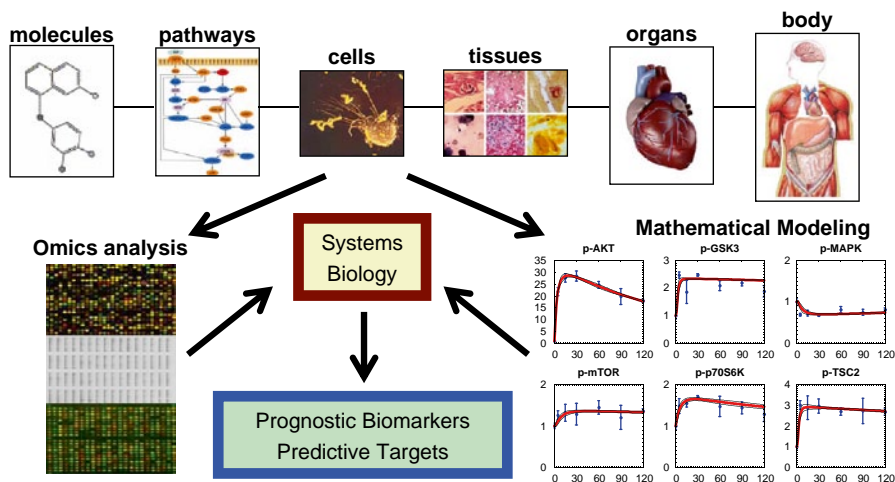 molecules
pathways
cells
tissues
organs
body
Omics analysis
Systems
Biology
Prognostic Biomarkers
Predictive Targets
Mathematical Modeling
p-AKT
35
30
25
20
15
10
5
0
0 30 60 90 120
p-GSK3
3
2
1
0
0 30 60 90 120
p-MAPK
2
1
0
0 30 60 90 120
p-mTOR
2
1
0
0 30 60 90 120
p-p70S6K
2
1
0
0 30 60 90 120
p-TSC2
4
3
2
1
0
0 30 60 90 120